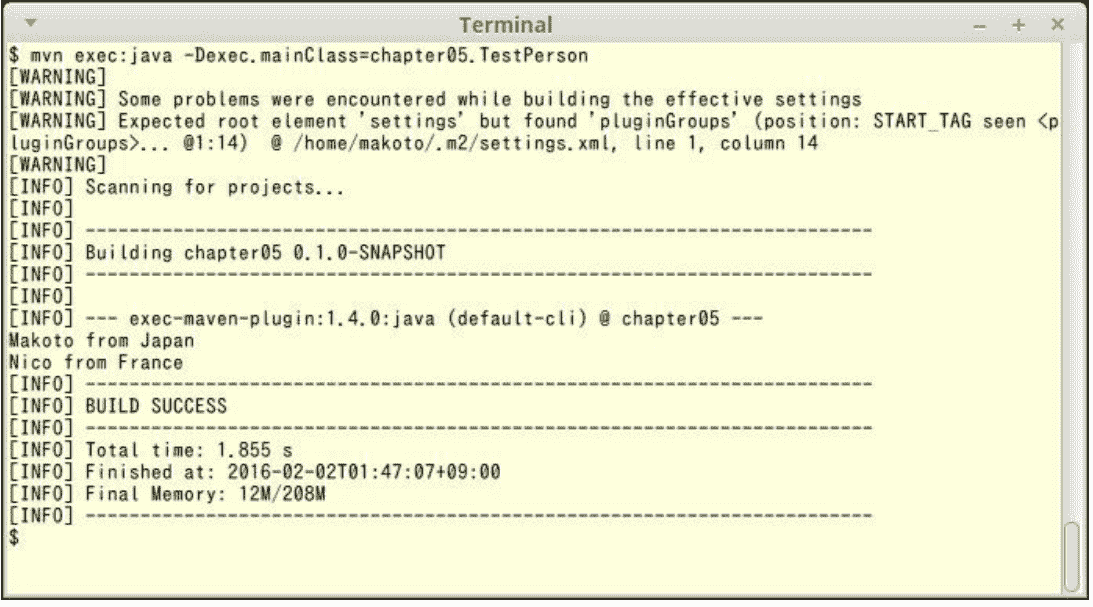 Terminal
$ mvn exec:java -Dexec.mainClass=chapter05.TestPerson
[WARNING]
[WARNING] Some problems were encountered while building the effective settings
[WARNING] Expected root element 'settings' but found 'pluginGroups' (position: START_TAG seen <p
luginGroups>... @1:14)  @ /home/makoto/.m2/settings.xml, line 1, column 14
[WARNING]
[INFO] Scanning for projects...
[INFO]
[INFO] ------------------------------------------------------------------------
[INFO] Building chapter05 0.1.0-SNAPSHOT
[INFO] ------------------------------------------------------------------------
[INFO]
[INFO] --- exec-maven-plugin:1.4.0:java (default-cli) @ chapter05 ---
Makoto from Japan
Nico from France
[INFO] ------------------------------------------------------------------------
[INFO] BUILD SUCCESS
[INFO] ------------------------------------------------------------------------
[INFO] Total time: 1.855 s
[INFO] Finished at: 2016-02-02T01:47:07+09:00
[INFO] Final Memory: 12M/208M
[INFO] ------------------------------------------------------------------------
$